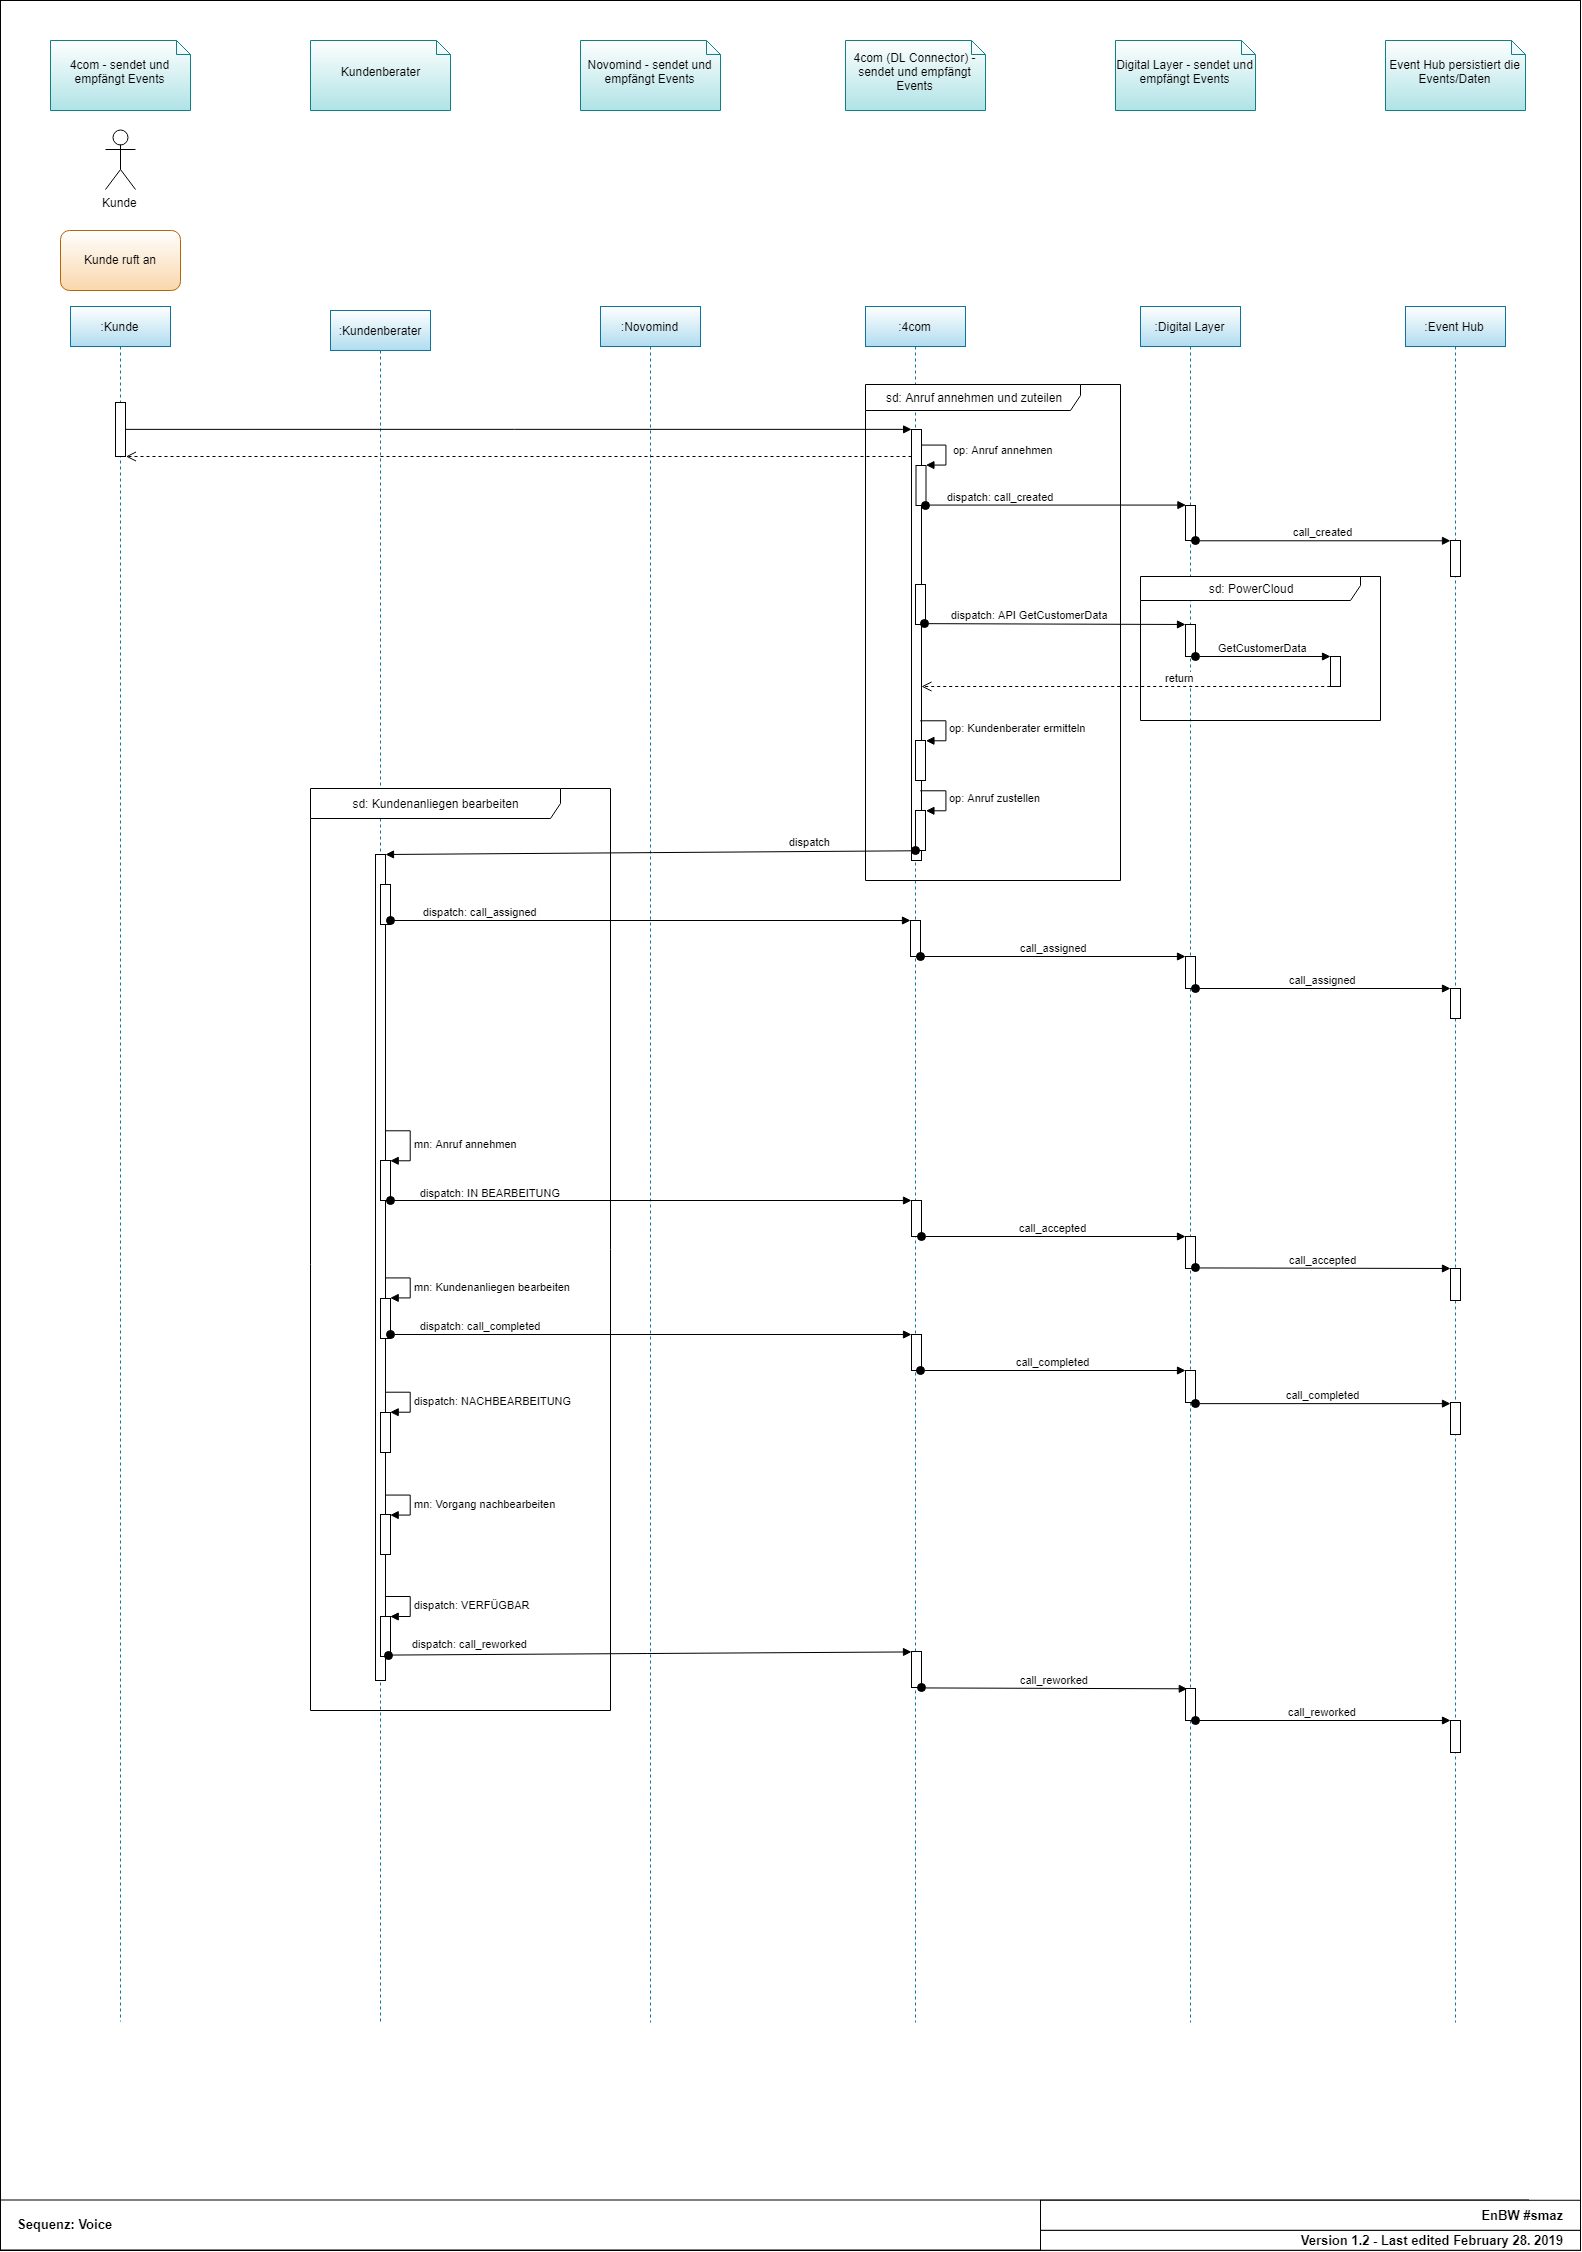 4com - sendet und
empfängt Events
Kundenberater
Novomind - sendet und
empfängt Events
4com (DL Connector) -
sendet und empfängt
Events
Digital Layer - sendet und
empfängt Events
Event Hub persistiert die
Events/Daten
Kunde
Kunde ruft an
:Kunde
:Kundenberater
:Novomind
:4com
:Digital Layer
:Event Hub
sd: Anruf annehmen und zuteilen
op: Anruf annehmen
dispatch: call_created
call_created
sd: PowerCloud
dispatch: API GetCustomerData
GetCustomerData
return
op: Kundenberater ermitteln
op: Anruf zustellen
sd: Kundenanliegen bearbeiten
dispatch
dispatch: call_assigned
call_assigned
call_assigned
mn: Anruf annehmen
dispatch: IN BEARBEITUNG
call_accepted
call_accepted
mn: Kundenanliegen bearbeiten
dispatch: call_completed
call_completed
call_completed
dispatch: NACHBEARBEITUNG
mn: Vorgang nachbearbeiten
dispatch: VERFÜGBAR
dispatch: call_reworked
call_reworked
call_reworked
Sequenz: Voice
EnBW #smaz
Version 1.2 - Last edited February 28. 2019